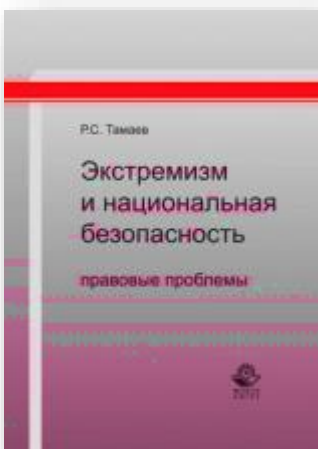 Р.С. Тамаев
Экстремизм
и национальная
безопасность
правовые проблемы